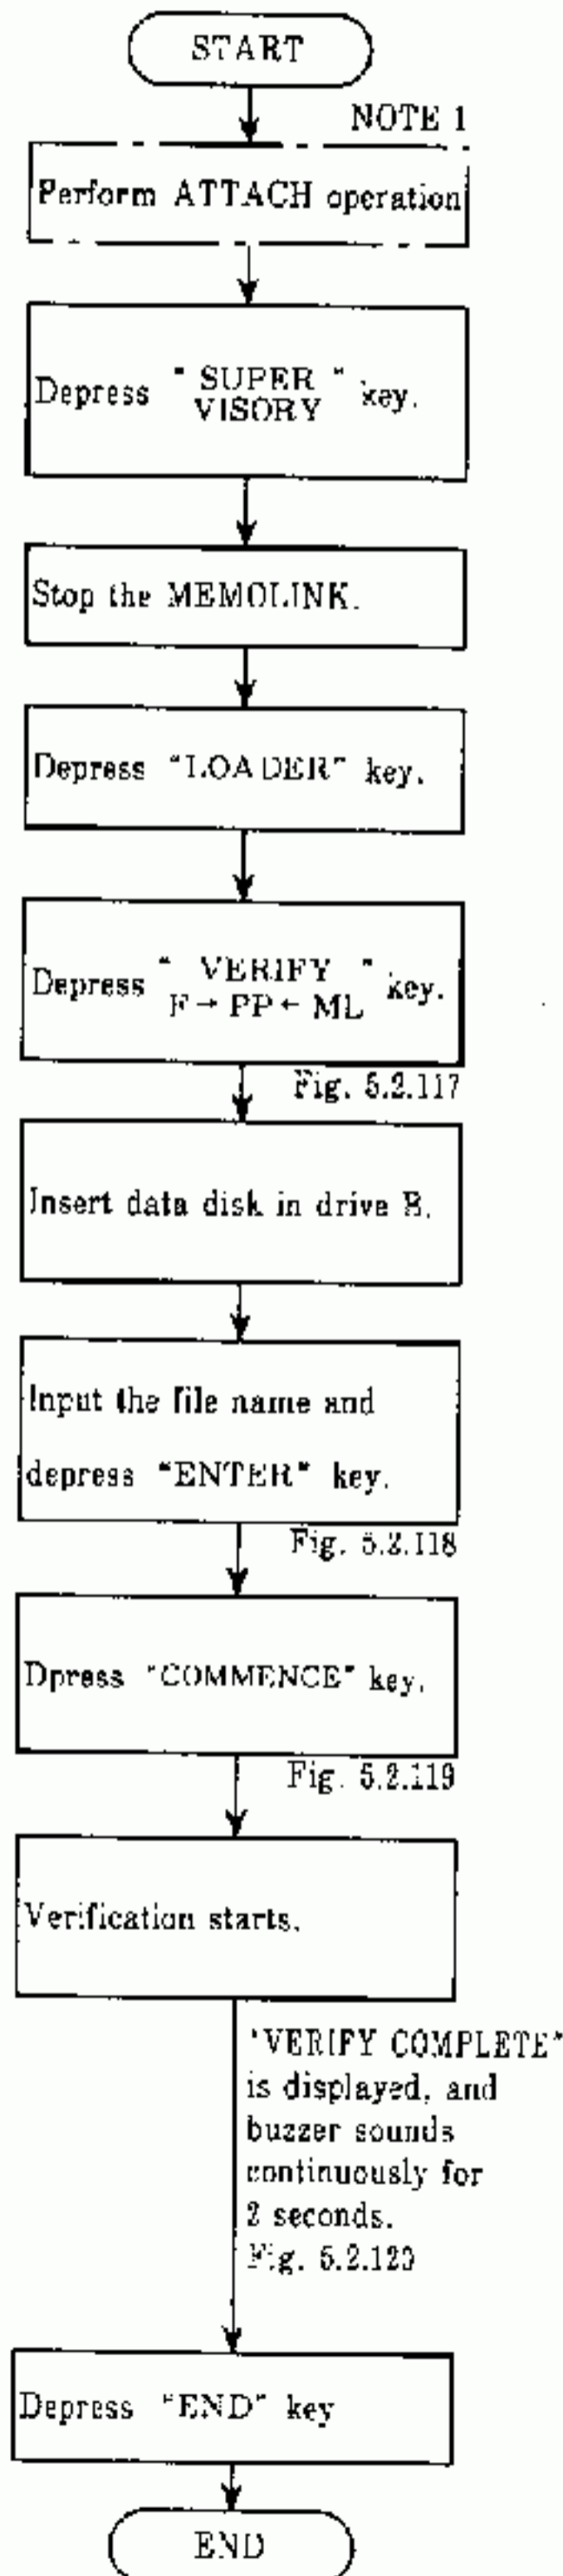 START
NOTE 1
Perform ATTACH operation
Depress " SUPER VISORY " key.
Stop the MEMOLINK.
Depress "LOADER" key.
Depress " VERIFY F→PP←ML " key.
Fig. 5.2.117
Insert data disk in drive B.
Input the file name and
depress "ENTER" key.
Fig. 5.2.118
Dpress "COMMENCE" key.
Fig. 5.2.119
Verification starts.
"VERIFY COMPLETE"
is displayed, and
buzzer sounds
continuously for
2 seconds.
Fig. 5.2.120
Depress "END" key
END